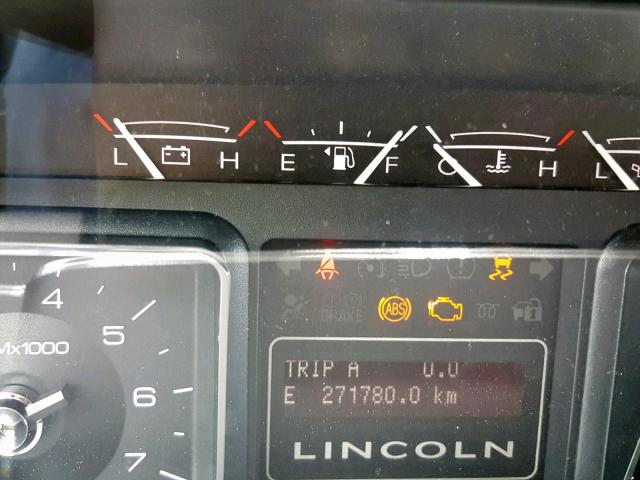 L H E F C H L
BRAKE
ABS
4
5
6
7
Mx1000
TRIP A 0.0
E 271780.0 km
LINCOLN